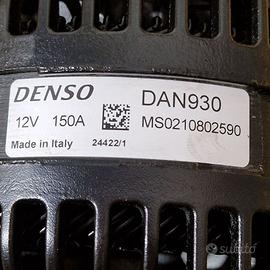 DENSO DAN930
12V 150A MS0210802590
Made in Italy 24422/1
subito